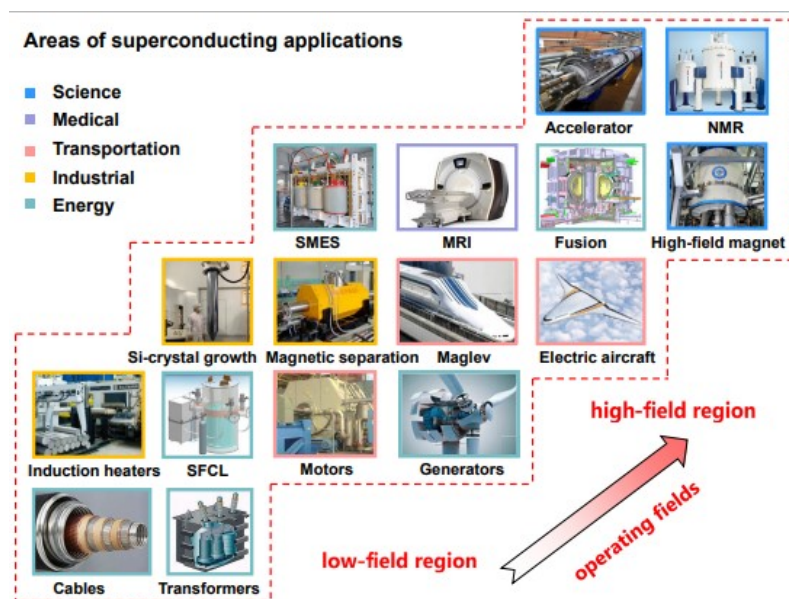 Areas of superconducting applications
Science
Medical
Transportation
Industrial
Energy
Accelerator
NMR
SMES
MRI
Fusion
High-field magnet
Si-crystal growth
Magnetic separation
Maglev
Electric aircraft
Induction heaters
SFCL
Motors
Generators
Cables
Transformers
high-field region
operating fields
low-field region